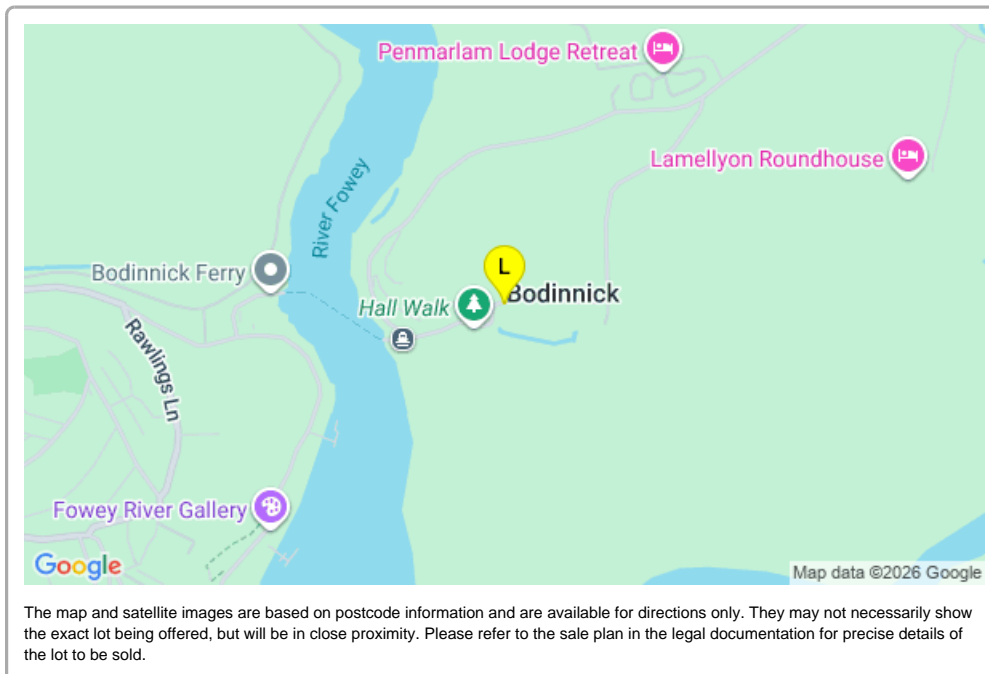 Penmarlam Lodge Retreat
Lamellyon Roundhouse
River Fowey
Bodinnick Ferry
L
Bodinnick
Hall Walk
Rawlings Ln
Fowey River Gallery
Google
Map data ©2026 Google
The map and satellite images are based on postcode information and are available for directions only. They may not necessarily show
the exact lot being offered, but will be in close proximity. Please refer to the sale plan in the legal documentation for precise details of
the lot to be sold.